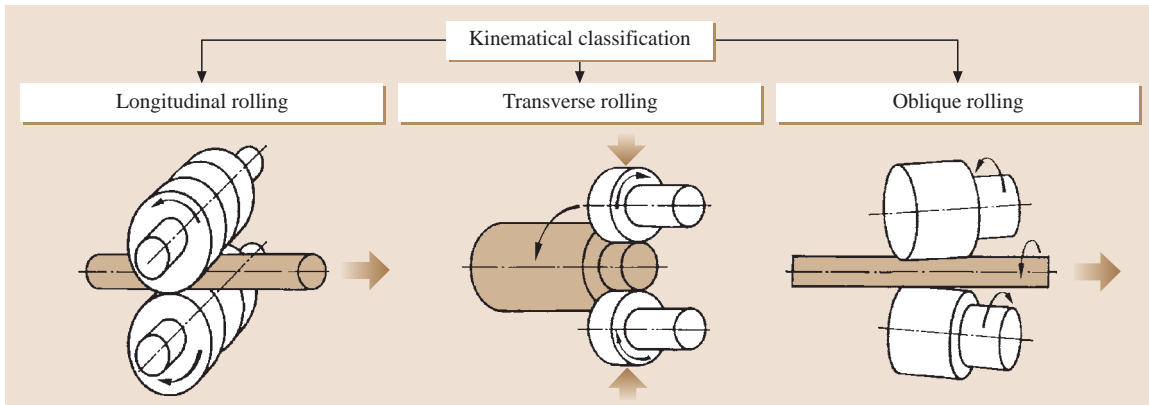 Kinematical classification
Longitudinal rolling
Transverse rolling
Oblique rolling